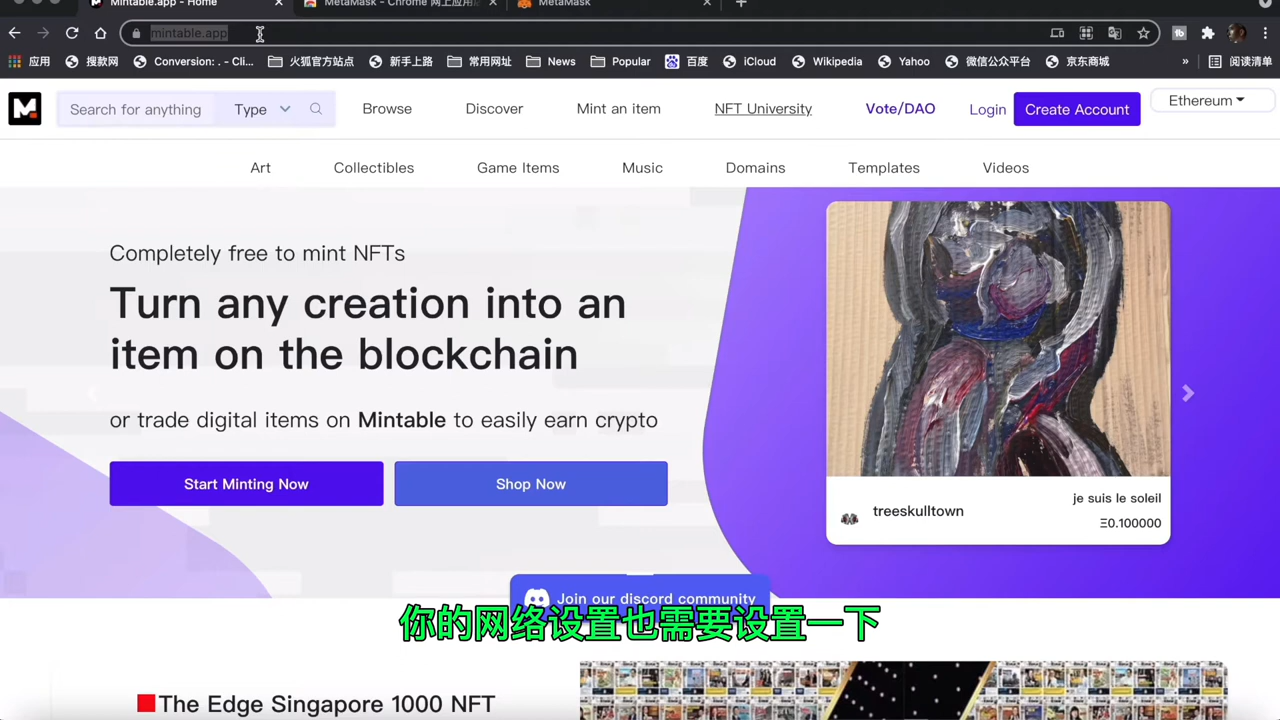 Mintable.app - Home
MetaMask - Chrome 网上应用店
MetaMask
mintable.app
应用 搜款网 Conversion: . - Cli... 火狐官方站点 新手上路 常用网址 News Popular 百度 iCloud Wikipedia Yahoo 微信公众平台 京东商城 » 阅读清单
Search for anything Type Browse Discover Mint an item NFT University Vote/DAO Login Create Account Ethereum
Art Collectibles Game Items Music Domains Templates Videos
Completely free to mint NFTs
Turn any creation into an
item on the blockchain
or trade digital items on Mintable to easily earn crypto
Start Minting Now Shop Now
je suis le soleil
treeskulltown
Ξ0.100000
Join our discord community
你的网络设置也需要设置一下
The Edge Singapore 1000 NFT